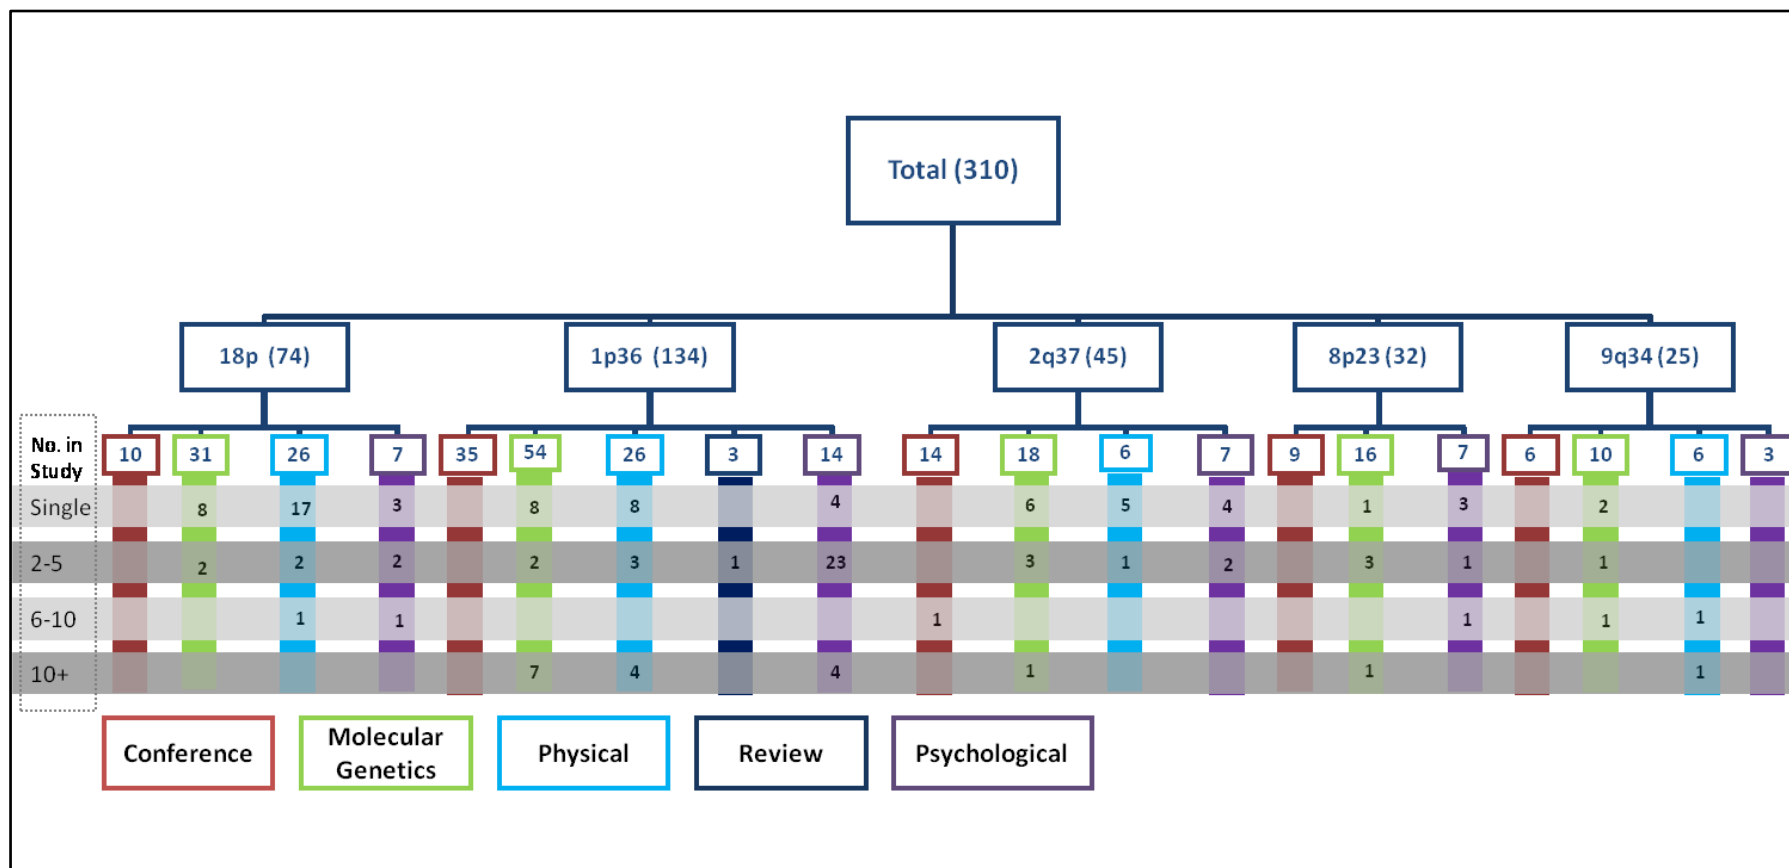 Total (310)
18p (74) 1p36 (134) 2q37 (45) 8p23 (32) 9q34 (25)
No. in
Study
10 31 26 7 35 54 26 3 14 14 18 6 7 9 16 7 6 10 6 3
Single 8 17 3 8 8 4 6 5 4 1 3 2
2-5 2 2 2 2 3 1 23 3 1 2 3 1 1
6-10 1 1 1 1 1 1
10+ 7 4 4 1 1 1
Conference
Molecular
Genetics
Physical
Review
Psychological